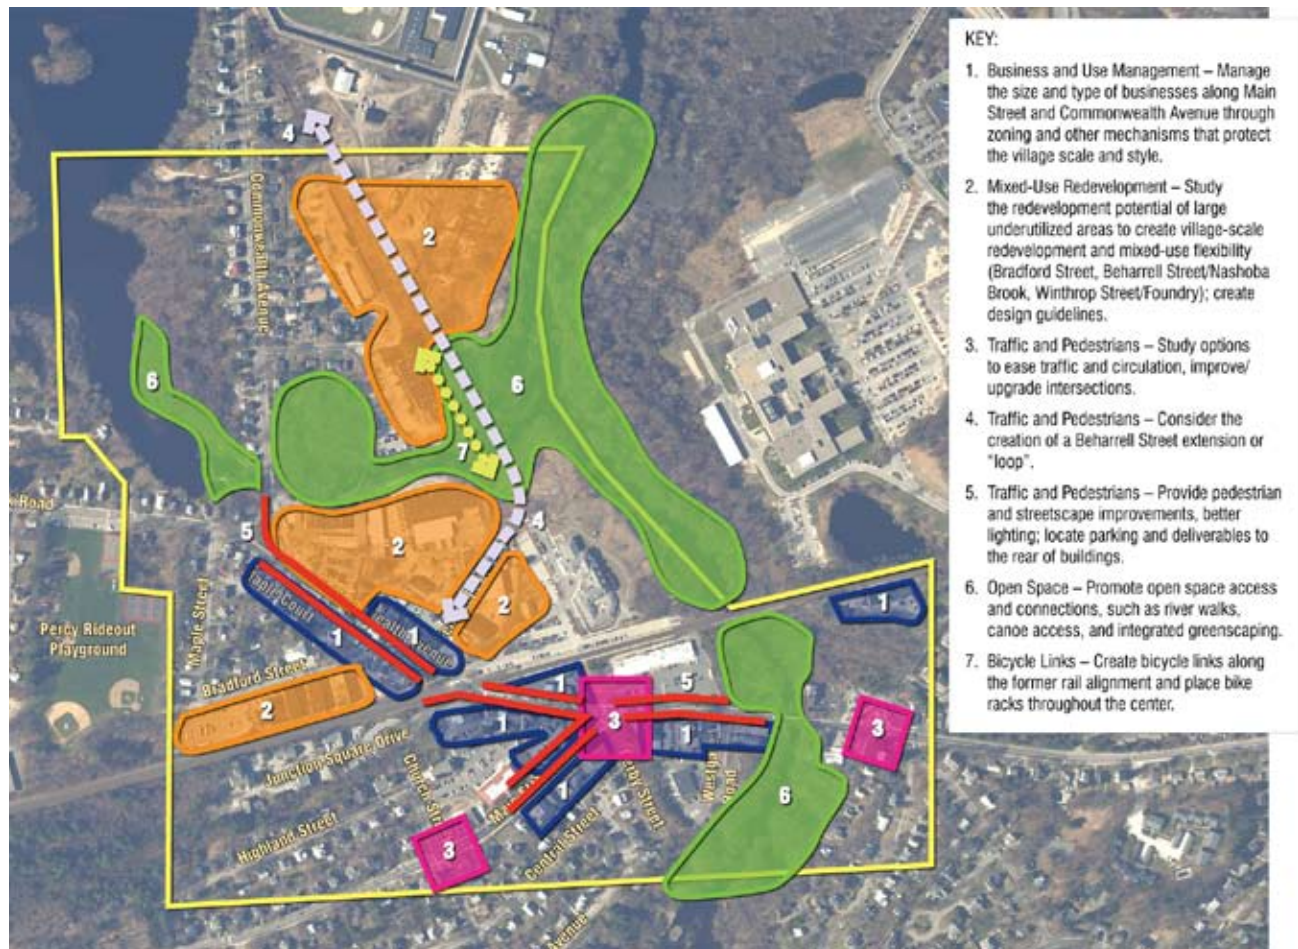 KEY:
1. Business and Use Management – Manage
the size and type of businesses along Main
Street and Commonwealth Avenue through
zoning and other mechanisms that protect
the village scale and style.
2. Mixed-Use Redevelopment – Study
the redevelopment potential of large
underutilized areas to create village-scale
redevelopment and mixed-use flexibility
(Bradford Street, Beharrell Street/Nashoba
Brook, Winthrop Street/Foundry); create
design guidelines.
3. Traffic and Pedestrians – Study options
to ease traffic and circulation, improve/
upgrade intersections.
4. Traffic and Pedestrians – Consider the
creation of a Beharrell Street extension or
"loop".
5. Traffic and Pedestrians – Provide pedestrian
and streetscape improvements, better
lighting; locate parking and deliverables to
the rear of buildings.
6. Open Space – Promote open space access
and connections, such as river walks,
canoe access, and integrated greenscaping.
7. Bicycle Links – Create bicycle links along
the former rail alignment and place bike
racks throughout the center.
4
Commonwealth Avenue
2
6
6
7
Road
5
2
4
2
Court
1
1
Avenue
1
Maple Street
Percy Rideout
Playground
Bradford Street
2
1
5
1
3
1
3
Junction Square Drive
Church
Street
Road
1
6
Highland Street
3
Central Street
Avenue